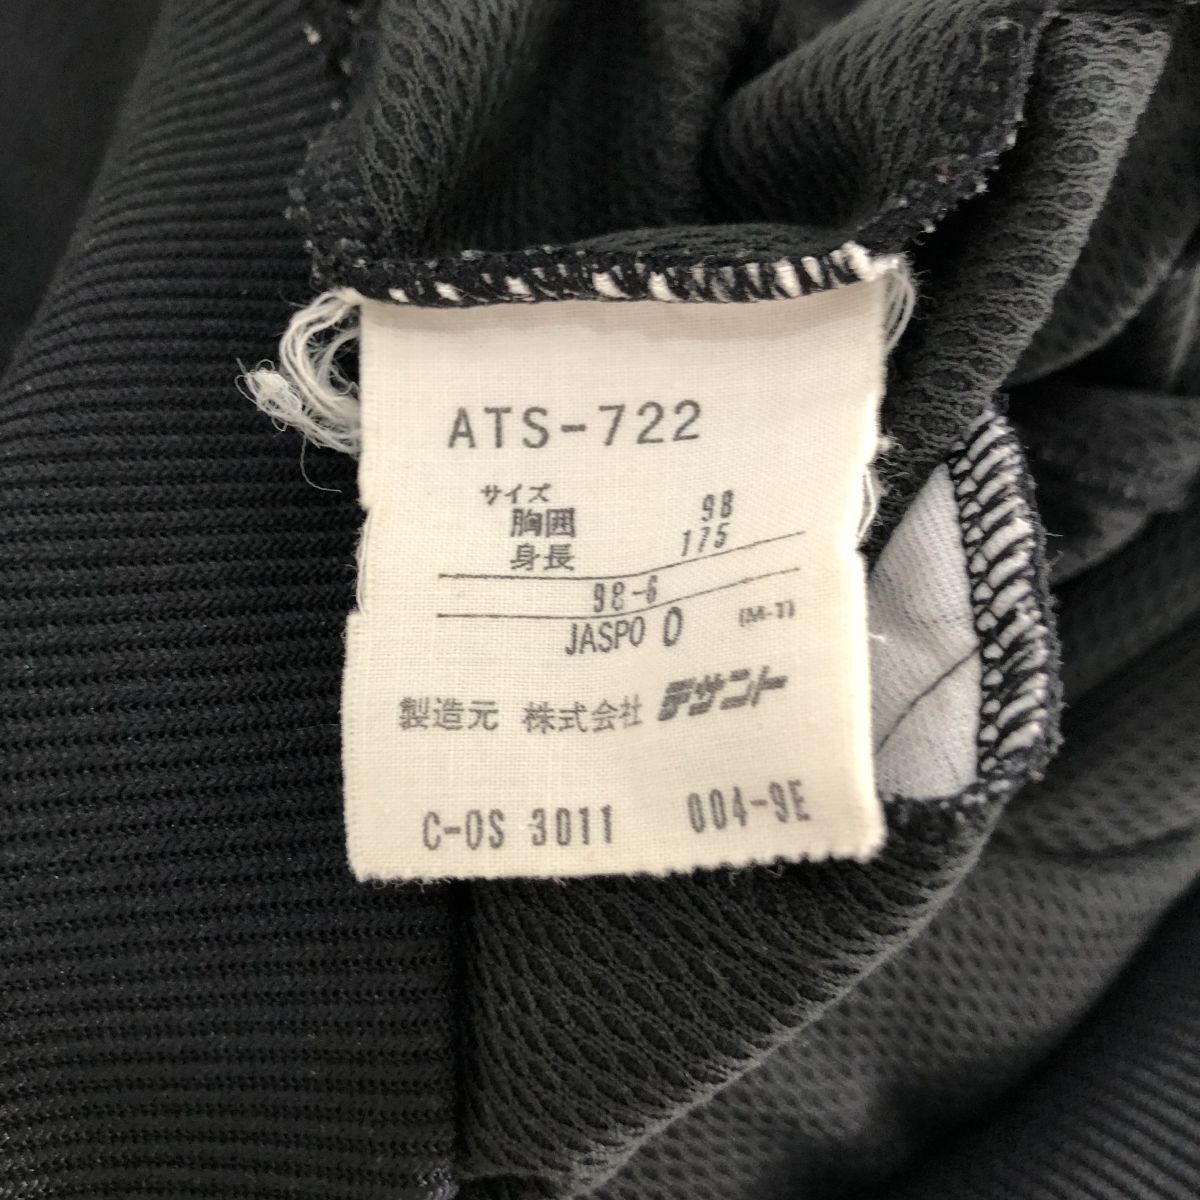 ATS-722
サイズ
胸囲 98
身長 175
98-6
JASPO O (M-1)
製造元 株式会社 デサント
C-OS 3011 004-9E